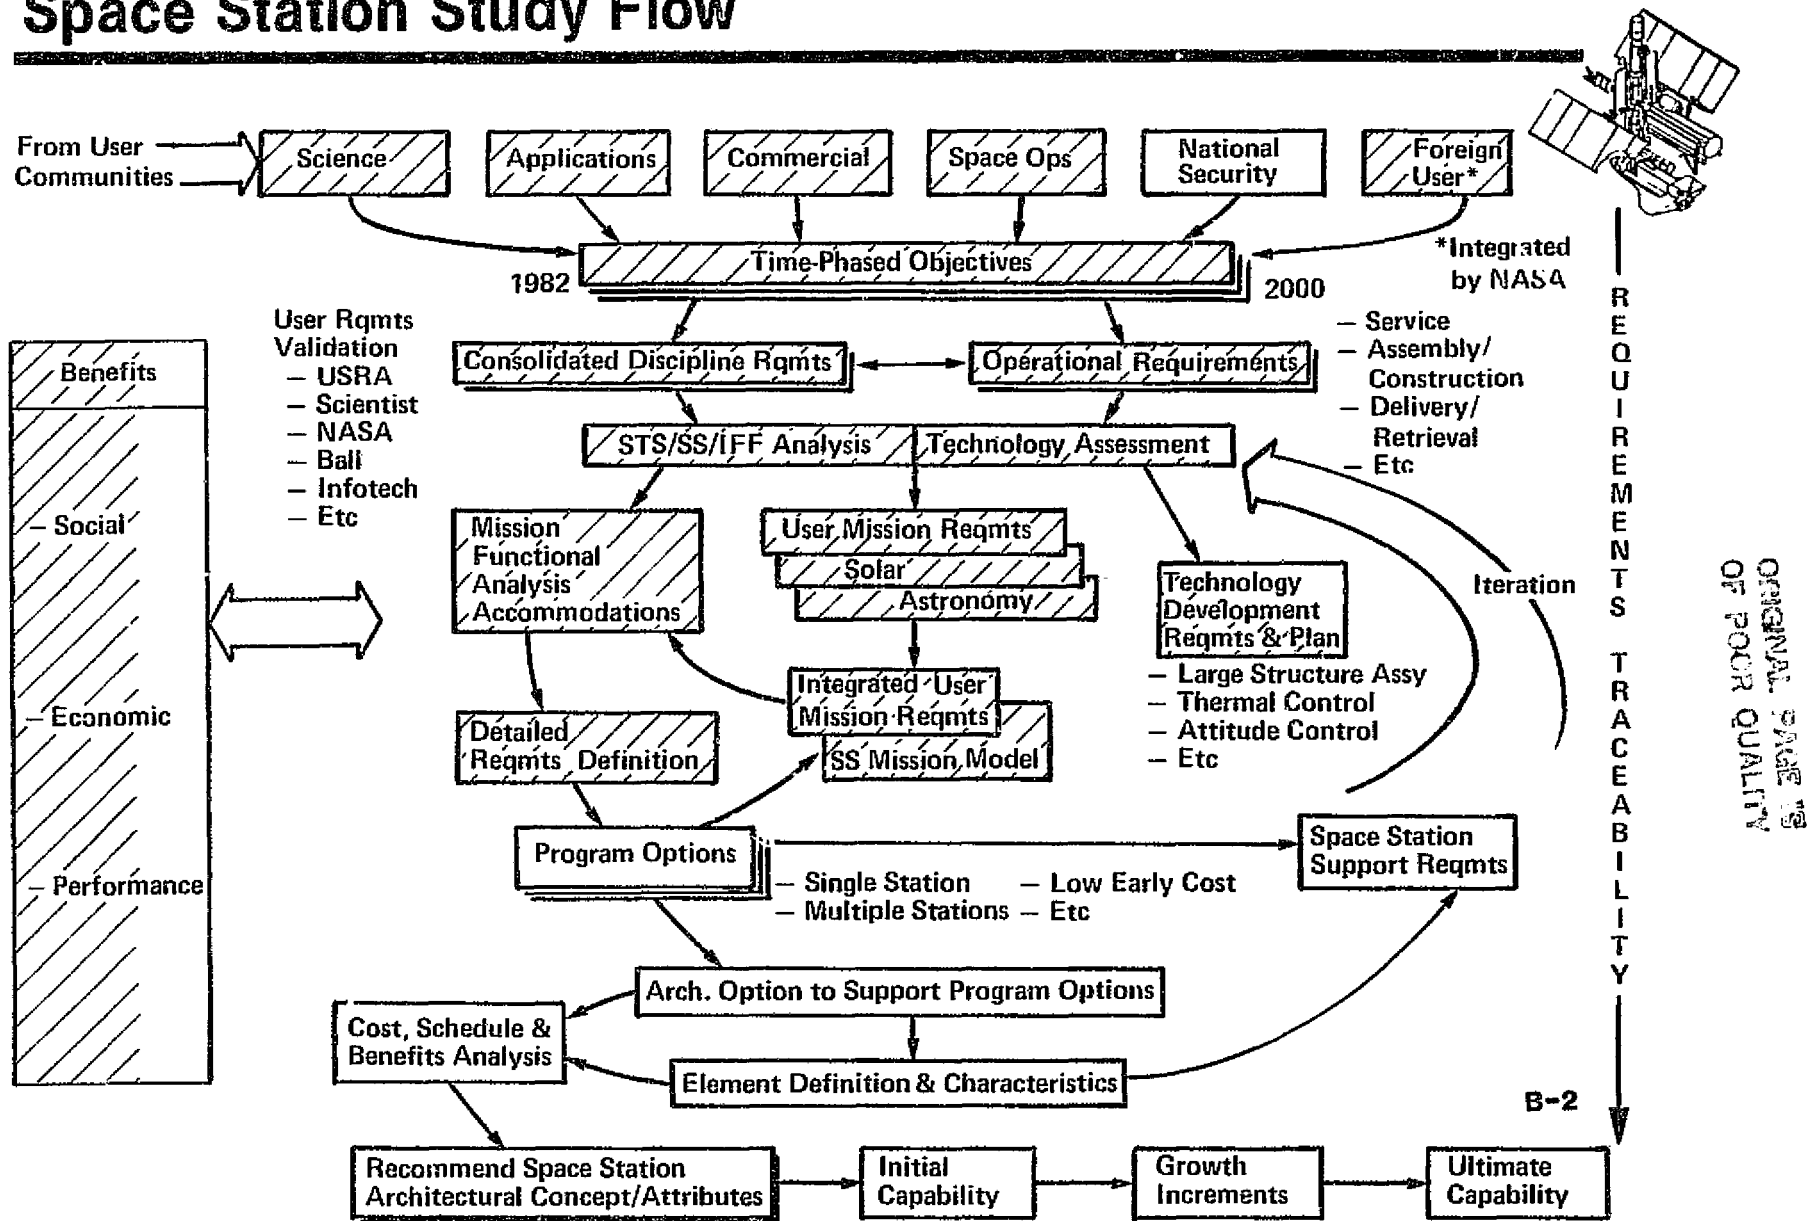 Space Station Study Flow
From User
Communities
Science
Applications
Commercial
Space Ops
National
Security
Foreign
User*
Time-Phased Objectives
1982
2000
*Integrated
by NASA
User Rqmts
Validation
– USRA
– Scientist
– NASA
– Ball
– Infotech
– Etc
Consolidated Discipline Rqmts
Operational Requirements
– Service
– Assembly/
Construction
– Delivery/
Retrieval
– Etc
Benefits
– Social
– Economic
– Performance
STS/SS/IFF Analysis
Technology Assessment
Mission
Functional
Analysis
Accommodations
User Mission Reqmts
Solar
Astronomy
Technology
Development
Reqmts & Plan
– Large Structure Assy
– Thermal Control
– Attitude Control
– Etc
Iteration
Integrated User
Mission Reqmts
SS Mission Model
Detailed
Reqmts Definition
Program Options
– Single Station
– Multiple Stations
– Low Early Cost
– Etc
Space Station
Support Reqmts
Arch. Option to Support Program Options
Cost, Schedule &
Benefits Analysis
Element Definition & Characteristics
Recommend Space Station
Architectural Concept/Attributes
Initial
Capability
Growth
Increments
Ultimate
Capability
REQUIREMENTS TRACEABILITY
B-2
ORIGINAL PAGE IS
OF POOR QUALITY